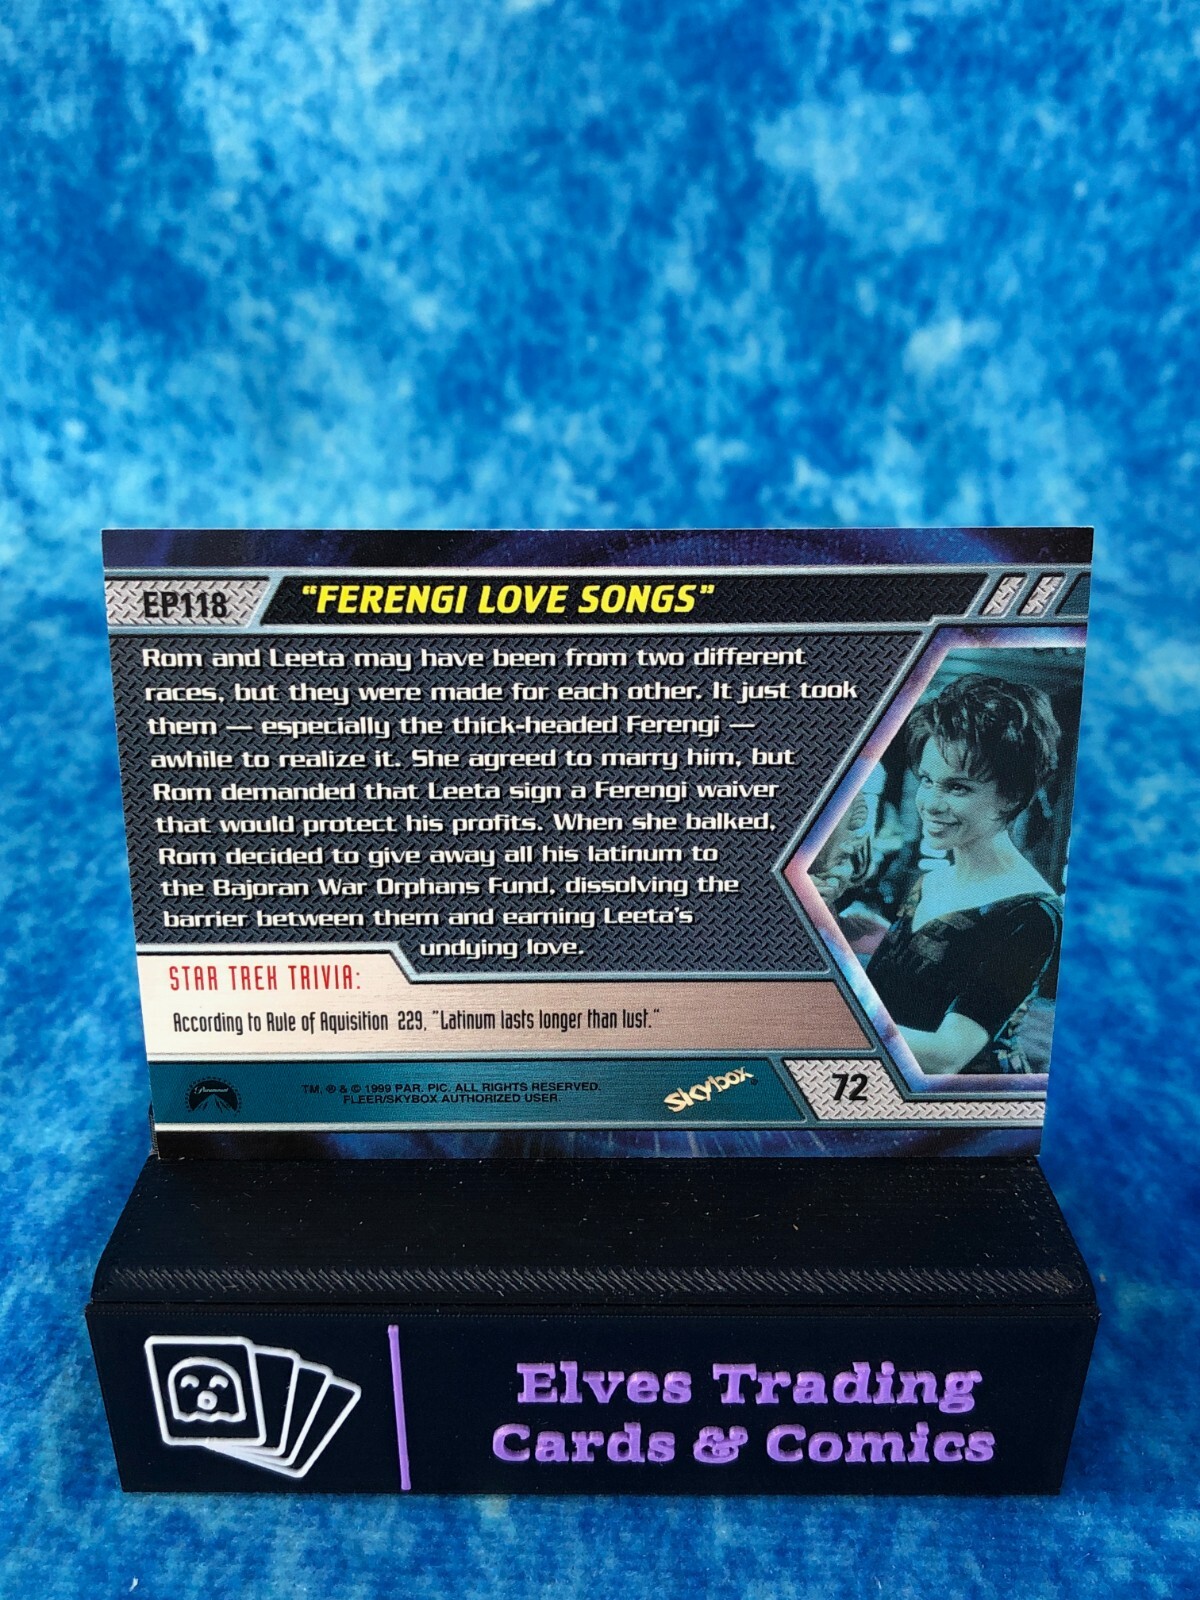 EP118
"FERENGI LOVE SONGS"
Rom and Leeta may have been from two different
races, but they were made for each other. It just took
them — especially the thick-headed Ferengi —
awhile to realize it. She agreed to marry him, but
Rom demanded that Leeta sign a Ferengi waiver
that would protect his profits. When she balked,
Rom decided to give away all his latinum to
the Bajoran War Orphans Fund, dissolving the
barrier between them and earning Leeta's
undying love.
STAR TREK TRIVIA:
According to Rule of Aquisition 229, "Latinum lasts longer than lust."
Paramount
TM, ® & © 1999 PAR. PIC. ALL RIGHTS RESERVED.
FLEER/SKYBOX AUTHORIZED USER.
Skybox®
72
Elves Trading
Cards & Comics